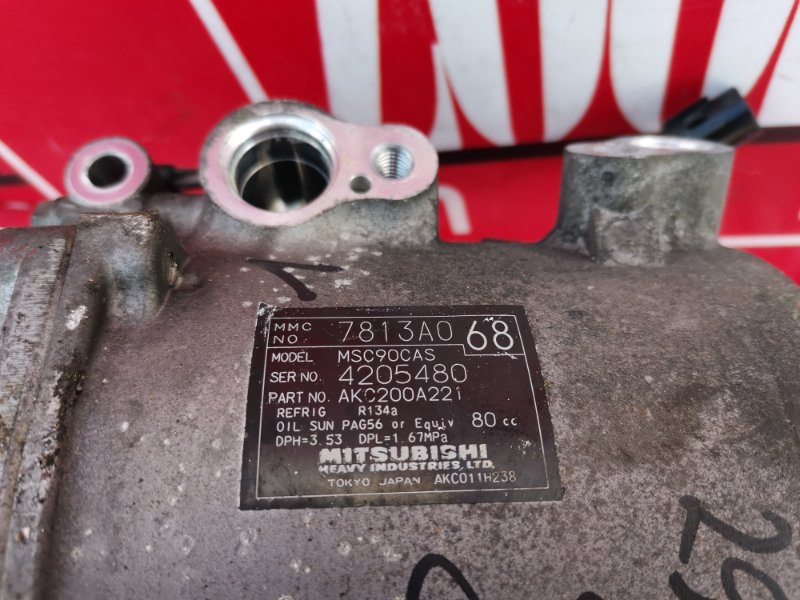 MMC NO 7813A0 68
MODEL MSC90CAS
SER NO. 4205480
PART NO. AKC200A221
REFRIG R134a
OIL SUN PAG56 or Equiv 80 cc
DPH=3.53 DPL=1.67MPa
MITSUBISHI
HEAVY INDUSTRIES, LTD.
TOKYO JAPAN AKC011H238